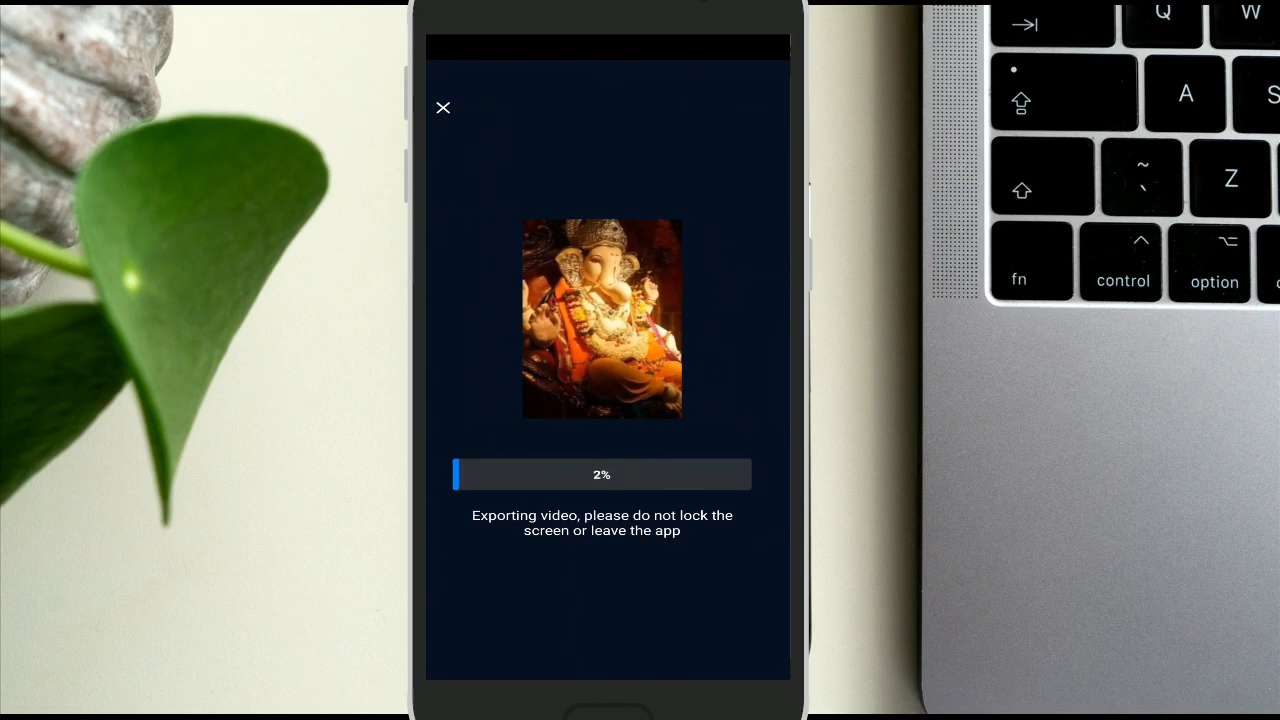 2%
Exporting video, please do not lock the
screen or leave the app
Q
W
A
S
~
`
Z
fn
control
option